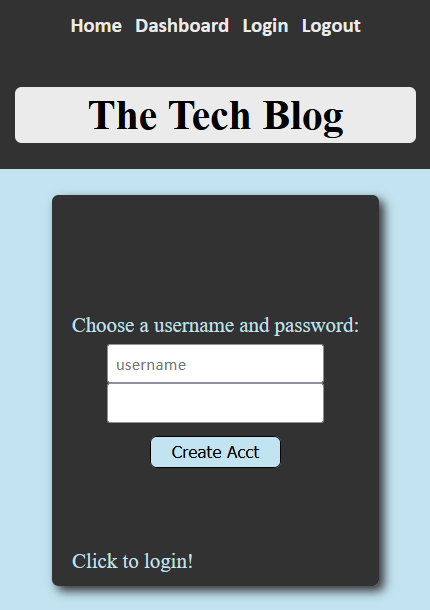 Home Dashboard Login Logout
The Tech Blog
Choose a username and password:
username
Create Acct
Click to login!